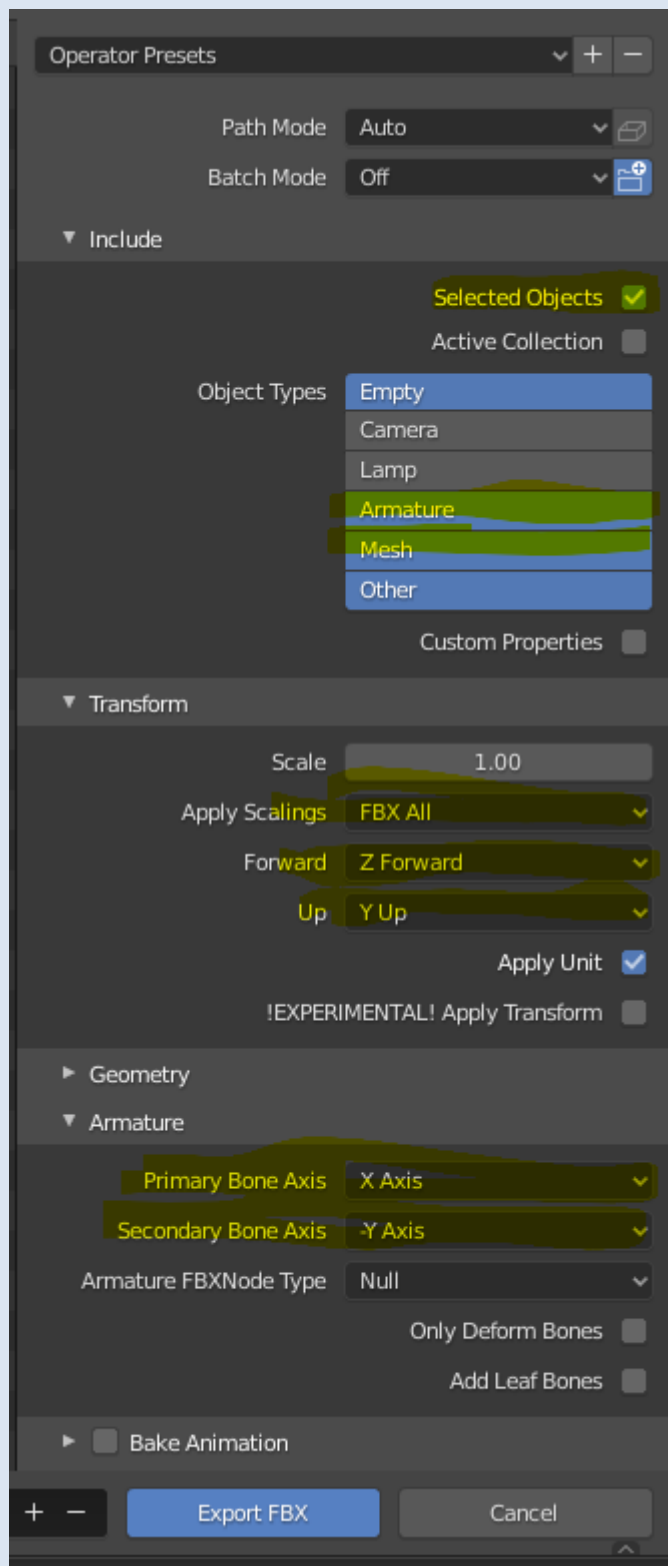 Operator Presets
Path Mode Auto
Batch Mode Off
Include
Selected Objects
Active Collection
Object Types Empty
Camera
Lamp
Armature
Mesh
Other
Custom Properties
Transform
Scale 1.00
Apply Scalings FBX All
Forward Z Forward
Up Y Up
Apply Unit
!EXPERIMENTAL! Apply Transform
Geometry
Armature
Primary Bone Axis X Axis
Secondary Bone Axis -Y Axis
Armature FBXNode Type Null
Only Deform Bones
Add Leaf Bones
Bake Animation
Export FBX Cancel